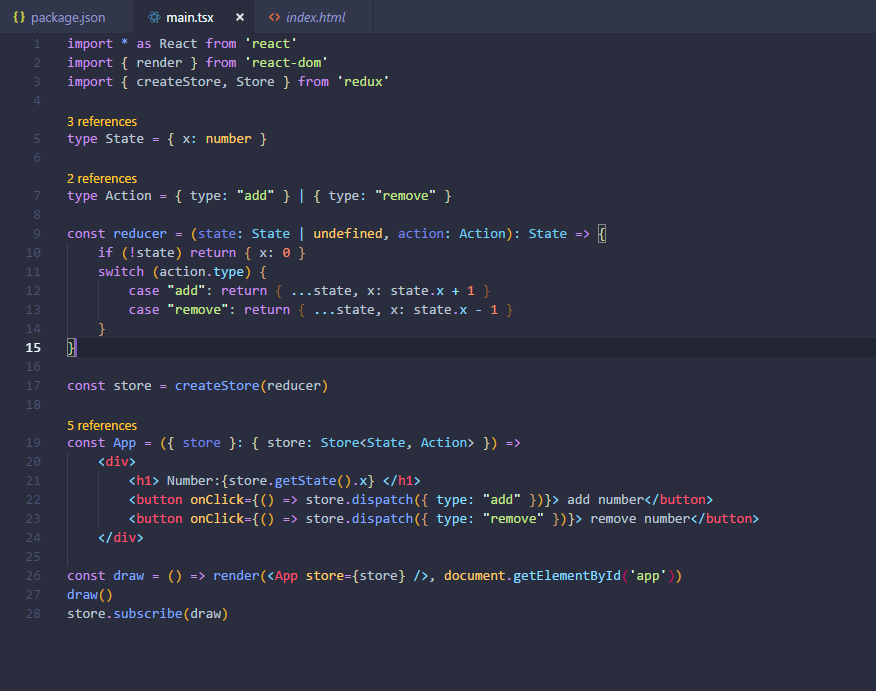 {} package.json main.tsx × <> index.html
1 import * as React from 'react'
2 import { render } from 'react-dom'
3 import { createStore, Store } from 'redux'
4
3 references
5 type State = { x: number }
6
2 references
7 type Action = { type: "add" } | { type: "remove" }
8
9 const reducer = (state: State | undefined, action: Action): State => {
10     if (!state) return { x: 0 }
11     switch (action.type) {
12         case "add": return { ...state, x: state.x + 1 }
13         case "remove": return { ...state, x: state.x - 1 }
14     }
15 }
16
17 const store = createStore(reducer)
18
5 references
19 const App = ({ store }: { store: Store<State, Action> }) =>
20     <div>
21         <h1> Number:{store.getState().x} </h1>
22         <button onClick={() => store.dispatch({ type: "add" })}> add number</button>
23         <button onClick={() => store.dispatch({ type: "remove" })}> remove number</button>
24     </div>
25
26 const draw = () => render(<App store={store} />, document.getElementById('app'))
27 draw()
28 store.subscribe(draw)